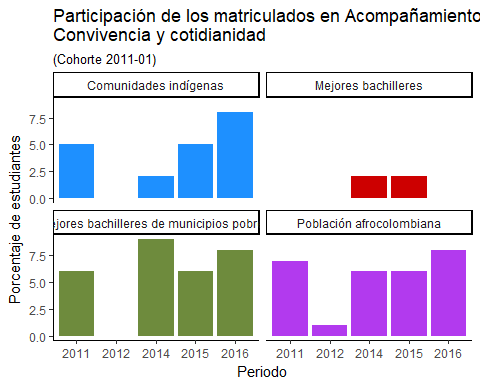 Participación de los matriculados en Acompañamiento
Convivencia y cotidianidad
(Cohorte 2011-01)
Comunidades indígenas
Mejores bachilleres
7.5
5.0
2.5
0.0
ejores bachilleres de municipios pobr
Población afrocolombiana
7.5
5.0
2.5
0.0
2011 2012 2014 2015 2016 2011 2012 2014 2015 2016
Periodo
Porcentaje de estudiantes